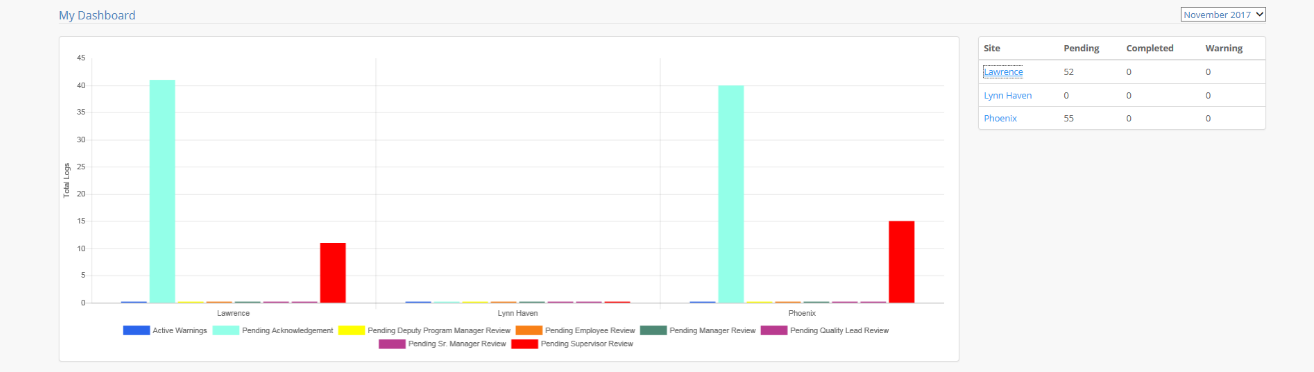 My Dashboard
November 2017
45
40
35
30
25
20
15
10
5
0
Total Logs
Lawrence Lynn Haven Phoenix
Active Warnings Pending Acknowledgement Pending Deputy Program Manager Review Pending Employee Review Pending Manager Review Pending Quality Lead Review
Pending Sr. Manager Review Pending Supervisor Review
Site Pending Completed Warning
Lawrence 52 0 0
Lynn Haven 0 0 0
Phoenix 55 0 0